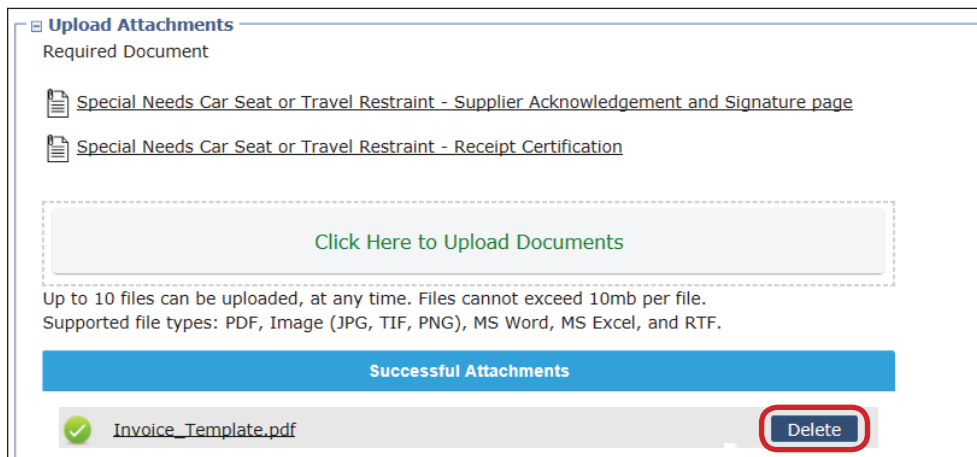 Upload Attachments
Required Document
Special Needs Car Seat or Travel Restraint - Supplier Acknowledgement and Signature page
Special Needs Car Seat or Travel Restraint - Receipt Certification
Click Here to Upload Documents
Up to 10 files can be uploaded, at any time. Files cannot exceed 10mb per file.
Supported file types: PDF, Image (JPG, TIF, PNG), MS Word, MS Excel, and RTF.
Successful Attachments
Invoice_Template.pdf Delete